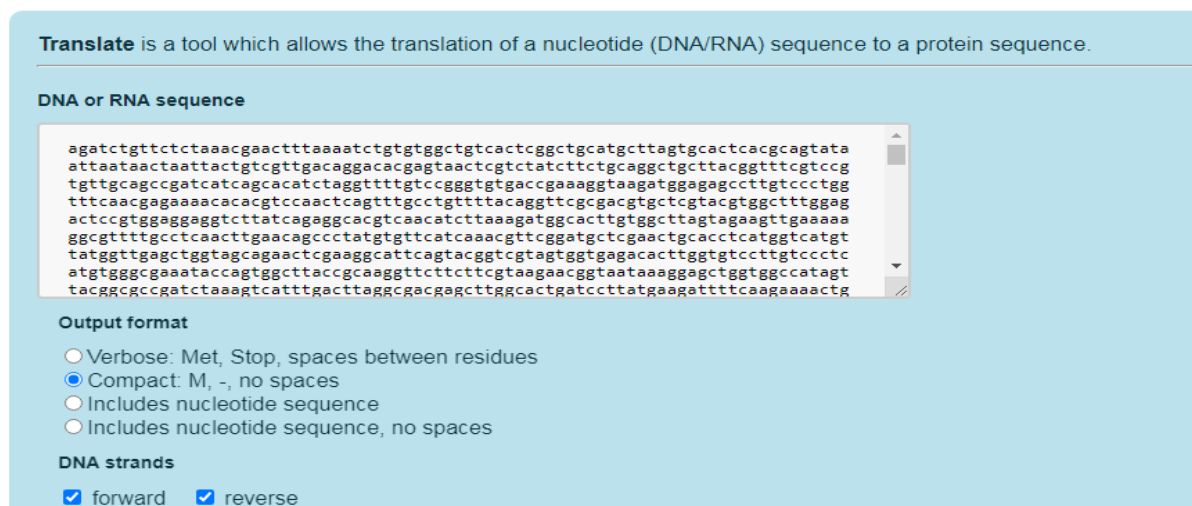 Translate is a tool which allows the translation of a nucleotide (DNA/RNA) sequence to a protein sequence.
DNA or RNA sequence
agatctgttctctaaacgaactttaaaatctgtgtggctgtcactcggctgcatgcttagtgcactcacgcagtata
attaataactaattactgtcgttgacaggacacgagtaactcgtctatcttctgcaggctgcttacggtttcgtccg
tgttgcagccgatcatcagcacatctaggttttgtccgggtgtgaccgaaaggtaagatggagagccttgtccctgg
tttcaacgagaaaacacacgtccaactcagtttgcctgttttacaggttcgcgacgtgctcgtacgtggctttggag
actccgtggaggaggtcttatcagaggcacgtcaacatcttaaagatggcacttgtggcttagtagaagttgaaaaa
ggcgttttgcctcaacttgaacagccctatgtgttcatcaaacgttcggatgctcgaactgcacctcatggtcatgt
tatggttgagctggtagcagaactcgaaggcattcagtacggtcgtagtggtgagacacttggtgtccttgtccctc
atgtgggcgaaataccagtggcttaccgcaaggttcttcttcgtaagaacggtaataaaggagctggtggccatagt
tacggcgccgatctaaagtcatttgacttaggcgacgagcttggcactgatccttatgaagattttcaagaaaactg
Output format
Verbose: Met, Stop, spaces between residues
Compact: M, -, no spaces
Includes nucleotide sequence
Includes nucleotide sequence, no spaces
DNA strands
forward reverse